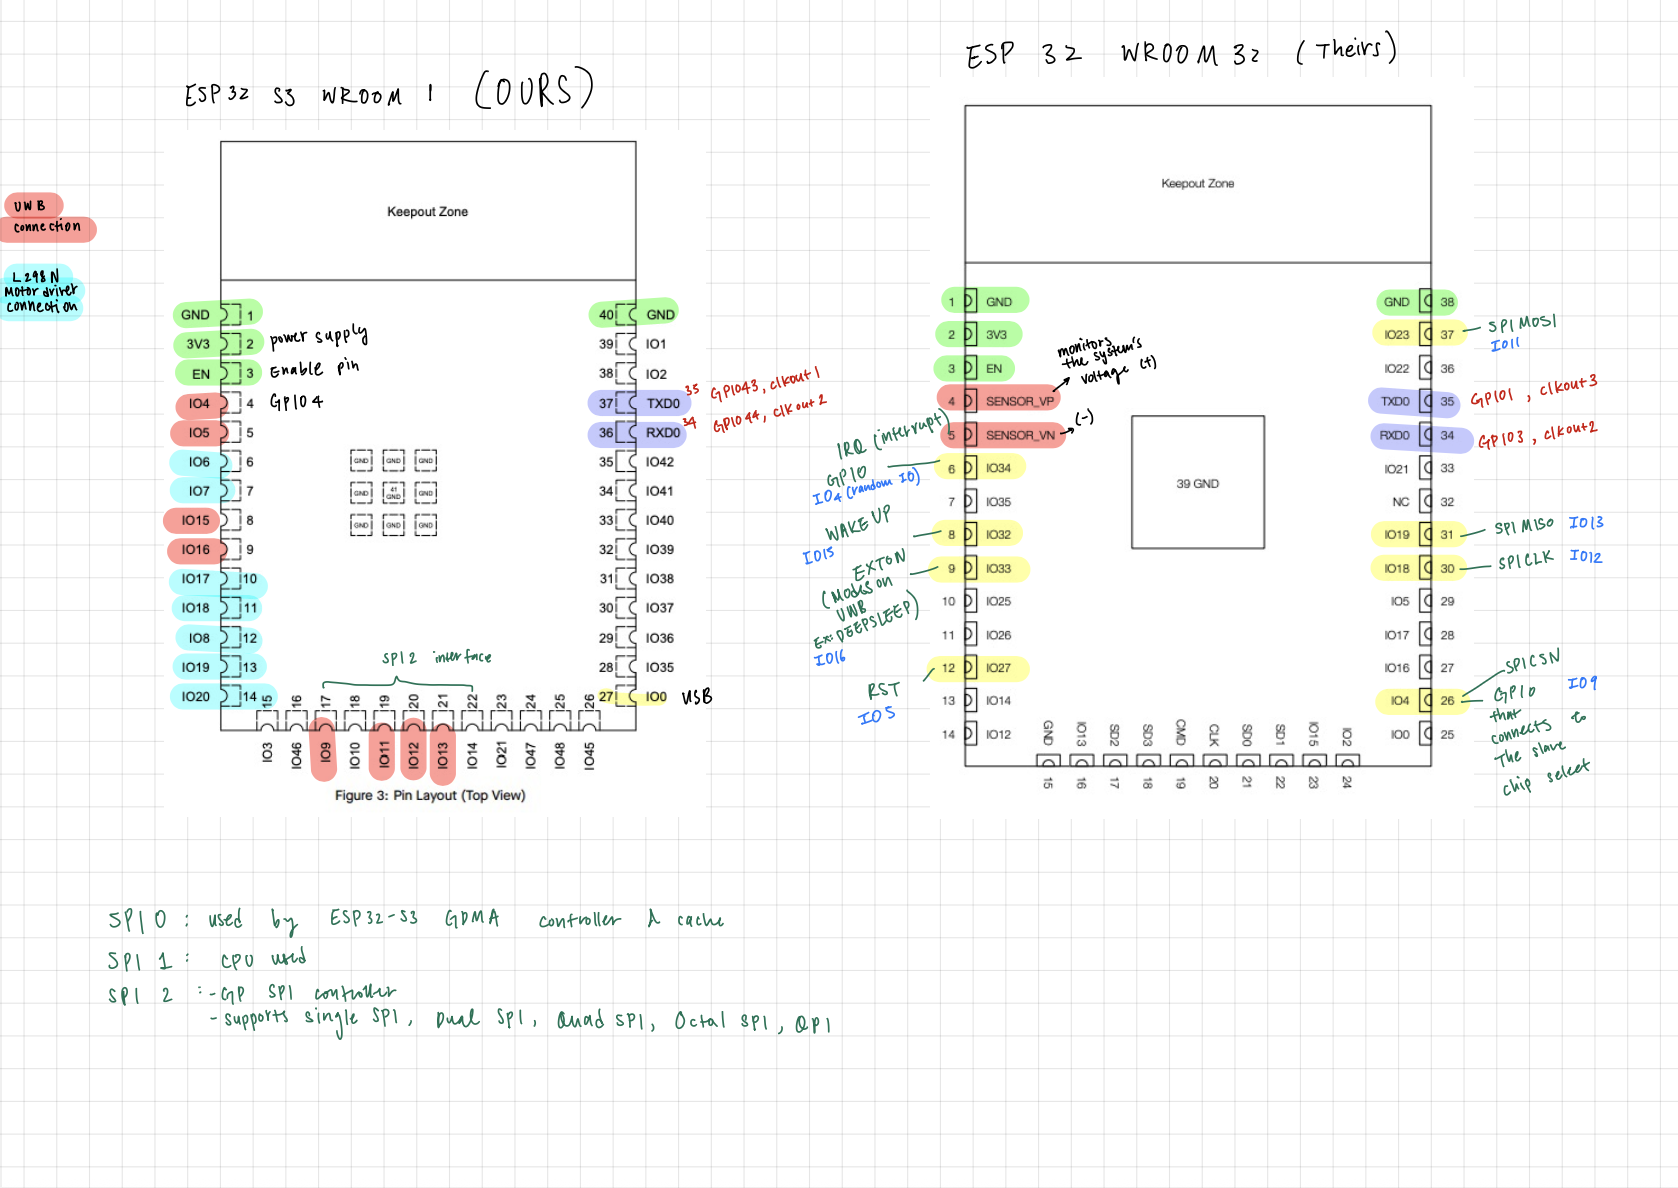 ESP32 S3 WROOM 1 (OURS)
UWB
connection
L298N
Motor driver
connection
Keepout Zone
GND 1
3V3 2 power supply
EN 3 Enable pin
IO4 4 GPIO4
IO5 5
IO6 6
IO7 7
IO15 8
IO16 9
IO17 10
IO18 11
IO8 12
IO19 13
IO20 14
40 GND
39 IO1
38 IO2
37 TXD0 35 GPIO43, clkout1
36 RXD0 34 GPIO44, clkout2
35 IO42
34 IO41
33 IO40
32 IO39
31 IO38
30 IO37
29 IO36
28 IO35
27 IO0 USB
GND GND GND
GND 41 GND GND
GND GND GND
SPI2 interface
15 16 17 18 19 20 21 22 23 24 25 26
IO3 IO46 IO9 IO10 IO11 IO12 IO13 IO14 IO21 IO47 IO48 IO45
Figure 3: Pin Layout (Top View)
ESP 32 WROOM 32 (Theirs)
Keepout Zone
1 GND
2 3V3
3 EN
4 SENSOR_VP
monitors
the system's
voltage (+)
5 SENSOR_VN (-)
6 IO34
IRQ (interrupt)
GPIO
IO4 (random IO)
7 IO35
8 IO32
WAKE UP
IO15
9 IO33
EXTON
(Modes on
UWB
Ex: DEEPSLEEP)
IO16
10 IO25
11 IO26
12 IO27
RST
IO5
13 IO14
14 IO12
39 GND
GND 38
IO23 37 SPI MOSI
IO11
IO22 36
TXD0 35 GPIO1, clkout3
RXD0 34 GPIO3, clkout2
IO21 33
NC 32
IO19 31 SPI MISO IO13
IO18 30 SPICLK IO12
IO5 29
IO17 28
IO16 27
IO4 26
SPICSN
GPIO IO9
that
connects to
The slave
chip select
IO0 25
GND IO13 SD2 SD3 CMD CLK SD0 SD1 IO15 IO2
15 16 17 18 19 20 21 22 23 24
SPI 0 : used by ESP32-S3 GDMA controller & cache
SPI 1 : CPU used
SPI 2 : - GP SPI controller
- supports single SPI, Dual SPI, Quad SPI, Octal SPI, QPI